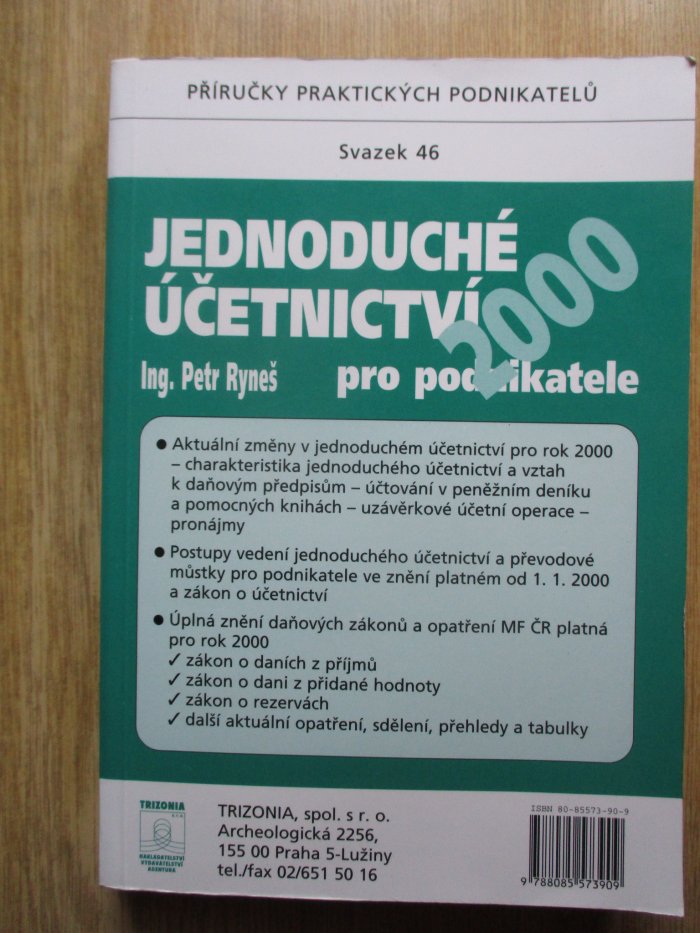 PŘÍRUČKY PRAKTICKÝCH PODNIKATELŮ
Svazek 46
JEDNODUCHÉ
ÚČETNICTVÍ
2000
Ing. Petr Ryneš pro podnikatele
● Aktuální změny v jednoduchém účetnictví pro rok 2000
– charakteristika jednoduchého účetnictví a vztah
k daňovým předpisům – účtování v peněžním deníku
a pomocných knihách – uzávěrkové účetní operace –
pronájmy
● Postupy vedení jednoduchého účetnictví a převodové
můstky pro podnikatele ve znění platném od 1. 1. 2000
a zákon o účetnictví
● Úplná znění daňových zákonů a opatření MF ČR platná
pro rok 2000
✓ zákon o daních z příjmů
✓ zákon o dani z přidané hodnoty
✓ zákon o rezervách
✓ další aktuální opatření, sdělení, přehledy a tabulky
TRIZONIA
s.r.o.
NAKLADATELSTVÍ
VYDAVATELSTVÍ
AGENTURA
TRIZONIA, spol. s r. o.
Archeologická 2256,
155 00 Praha 5-Lužiny
tel./fax 02/651 50 16
ISBN 80-85573-90-9
9 788085 573909